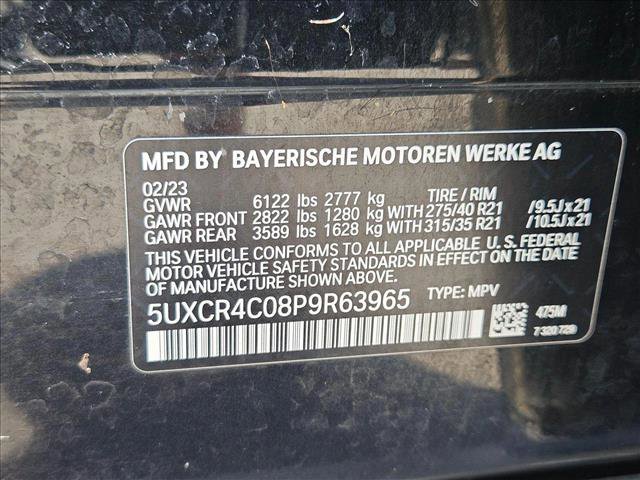 MFD BY BAYERISCHE MOTOREN WERKE AG
02/23
GVWR 6122 lbs 2777 kg TIRE / RIM
GAWR FRONT 2822 lbs 1280 kg WITH 275/40 R21 /9.5Jx21
GAWR REAR 3589 lbs 1628 kg WITH 315/35 R21 /10.5Jx21
THIS VEHICLE CONFORMS TO ALL APPLICABLE U.S. FEDERAL
MOTOR VEHICLE SAFETY STANDARDS IN EFFECT ON THE DATE
OF MANUFACTURE SHOWN ABOVE.
5UXCR4C08P9R63965 TYPE: MPV
475M
7 320 729